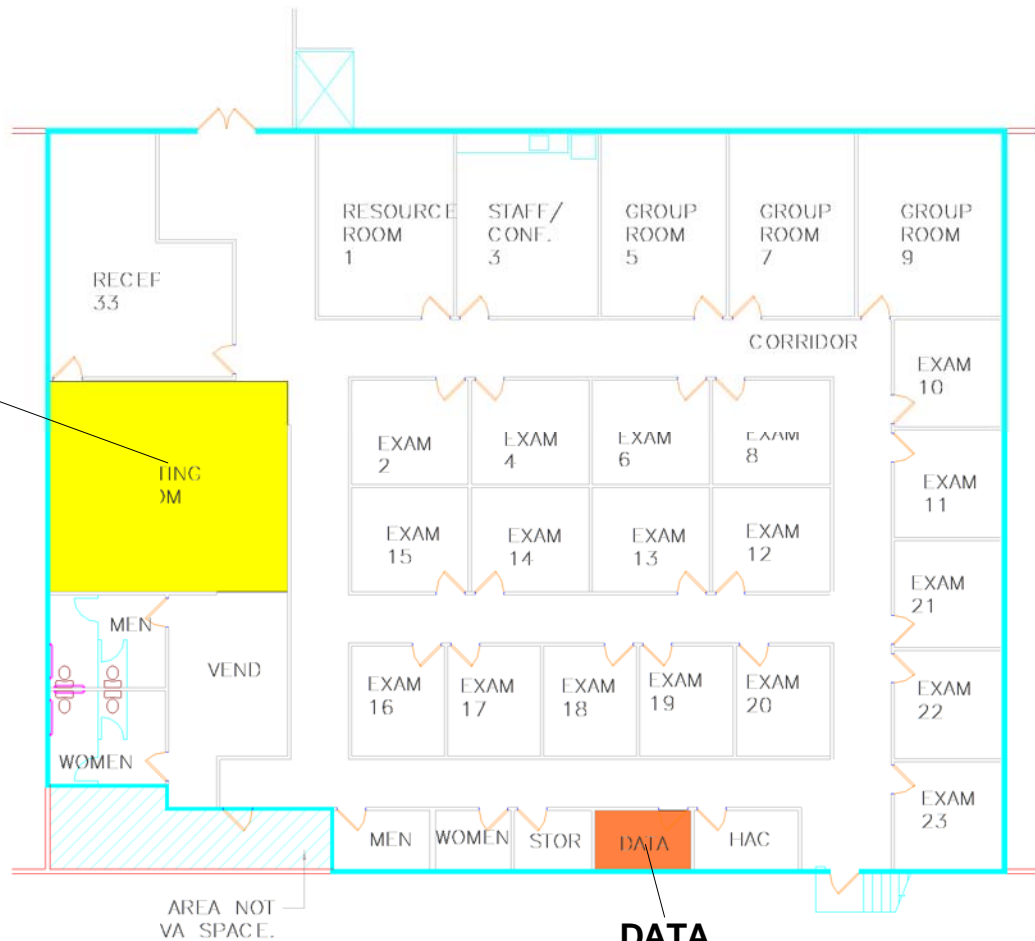 RESOURCE
ROOM
1
STAFF/
CONF.
3
GROUP
ROOM
5
GROUP
ROOM
7
GROUP
ROOM
9
RECEF
33
CORRIDOR
EXAM
10
EXAM
2
EXAM
4
EXAM
6
EXAM
8
TING
OM
EXAM
11
EXAM
15
EXAM
14
EXAM
13
EXAM
12
EXAM
21
MEN
VEND
EXAM
16
EXAM
17
EXAM
18
EXAM
19
EXAM
20
EXAM
22
WOMEN
EXAM
23
MEN
WOMEN
STOR
DATA
HAC
AREA NOT
VA SPACE.
DATA